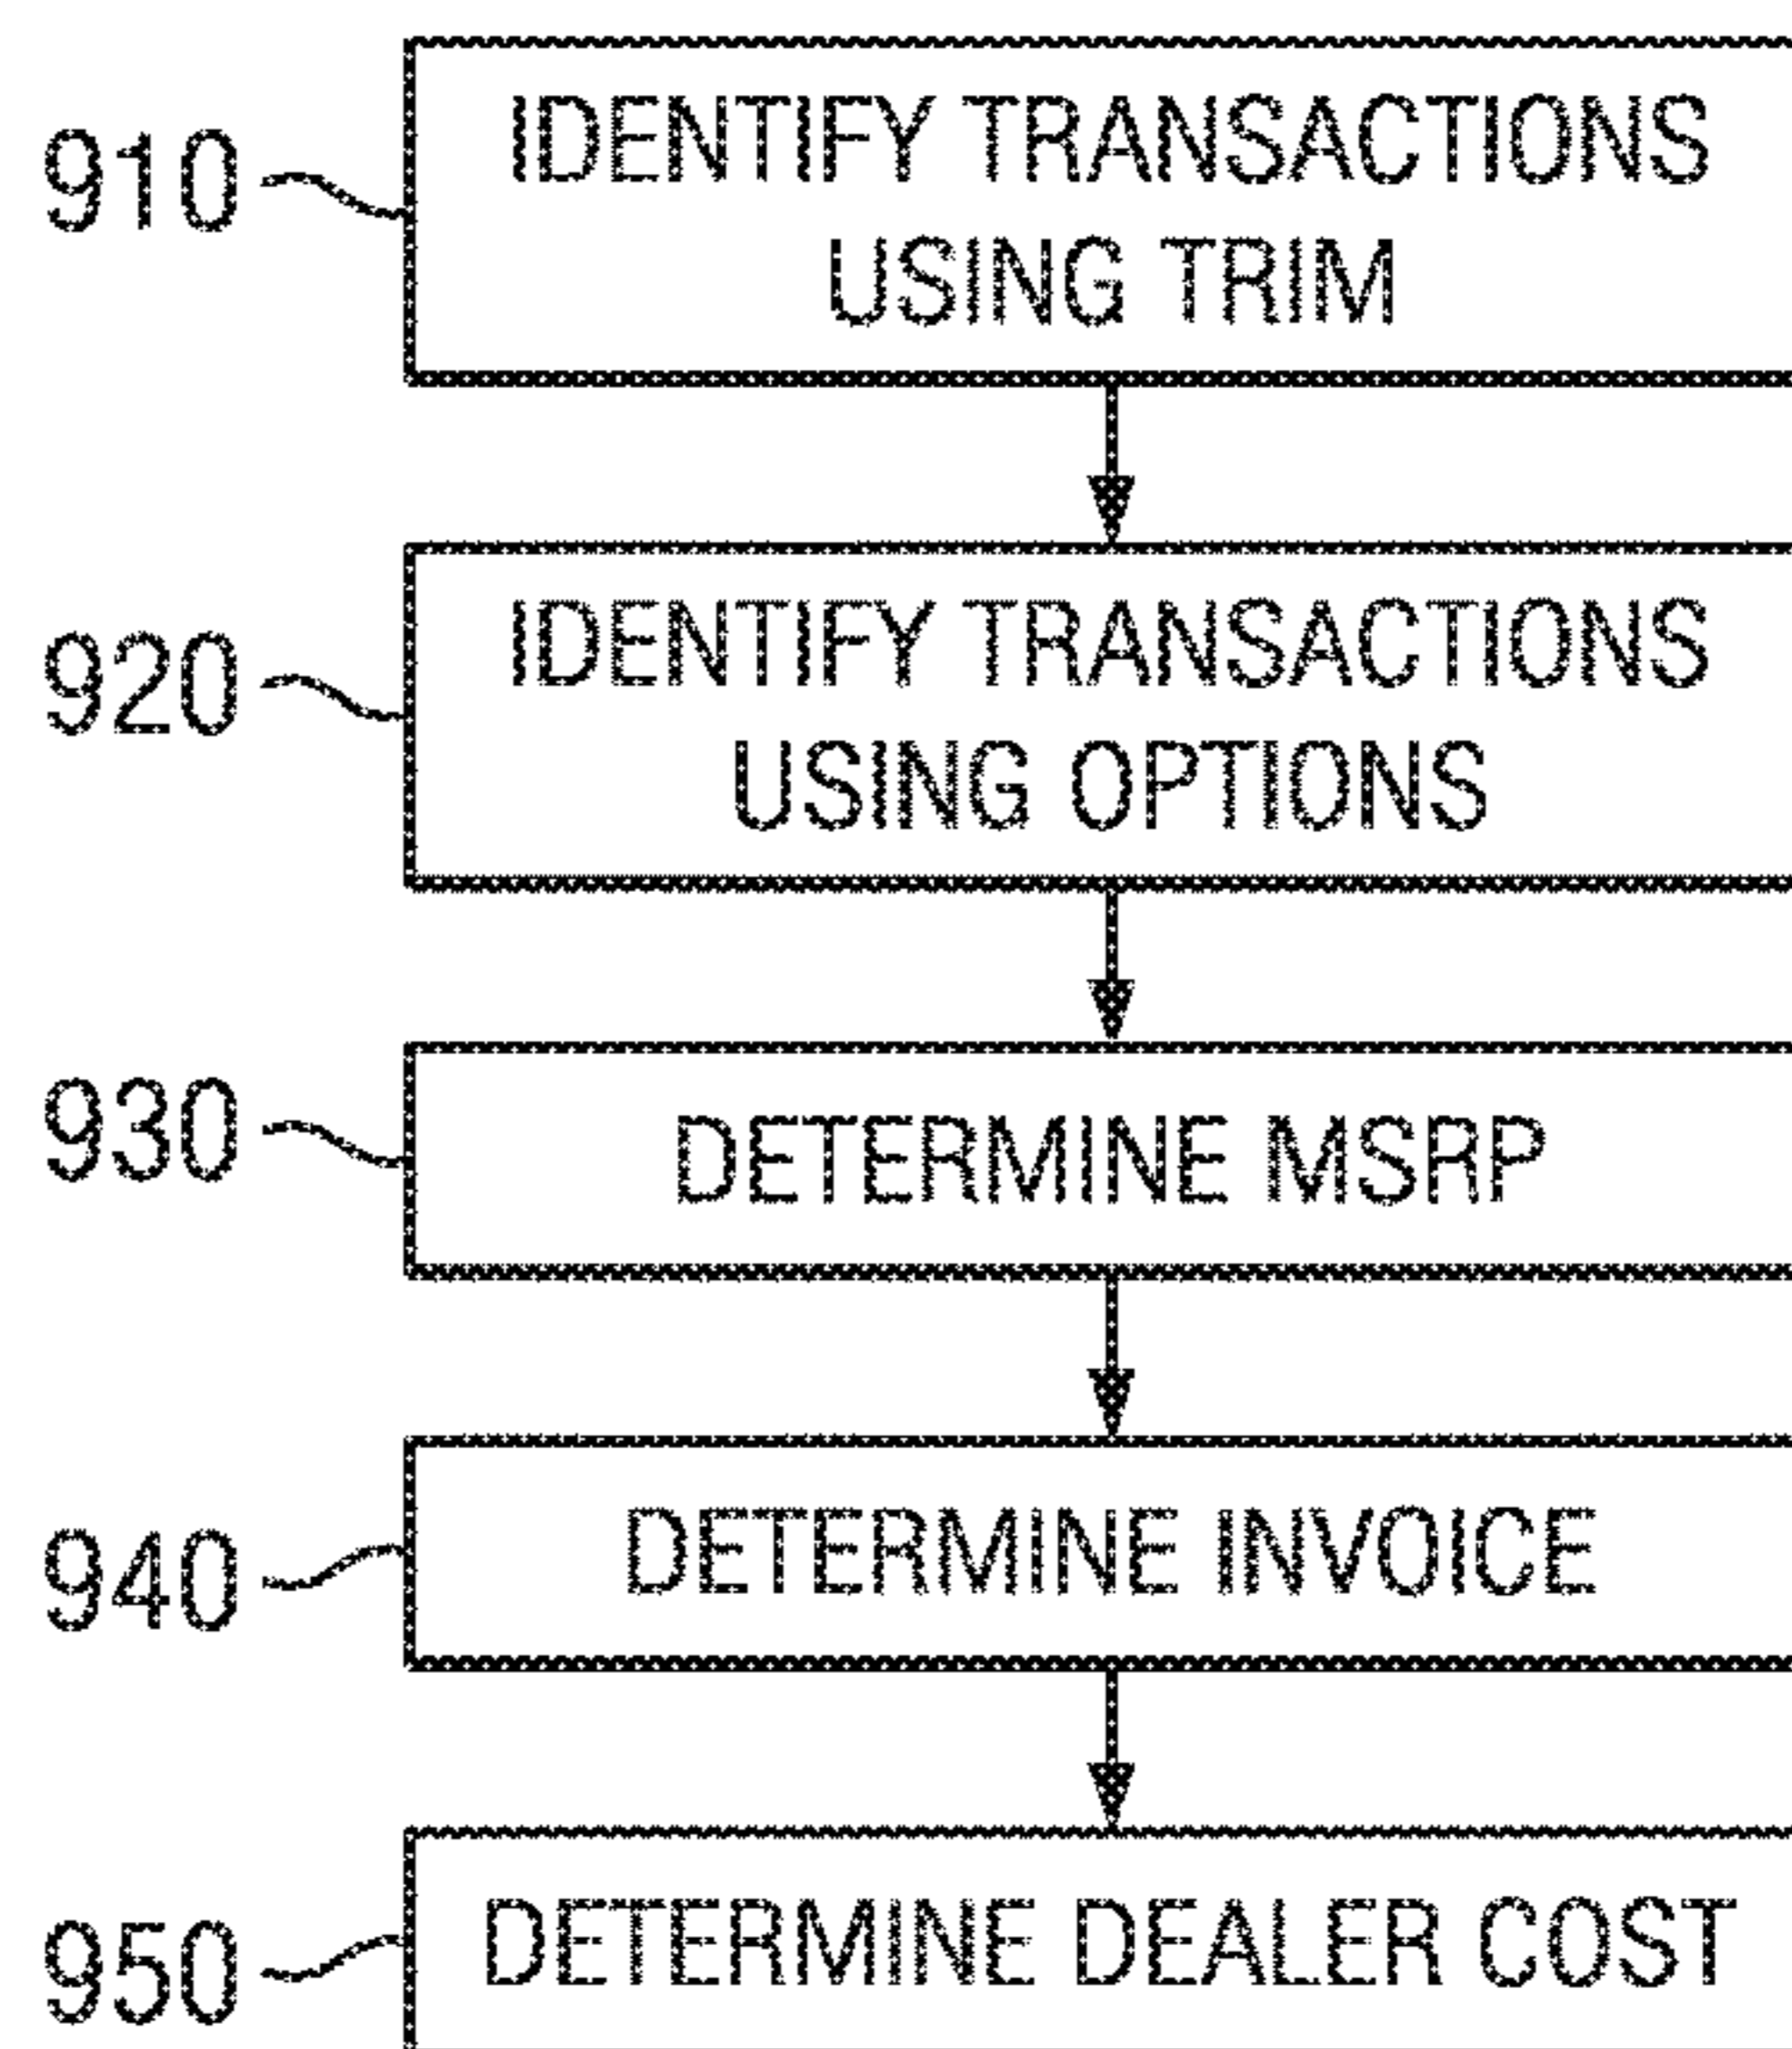 910
IDENTIFY TRANSACTIONS
USING TRIM
920
IDENTIFY TRANSACTIONS
USING OPTIONS
930
DETERMINE MSRP
940
DETERMINE INVOICE
950
DETERMINE DEALER COST